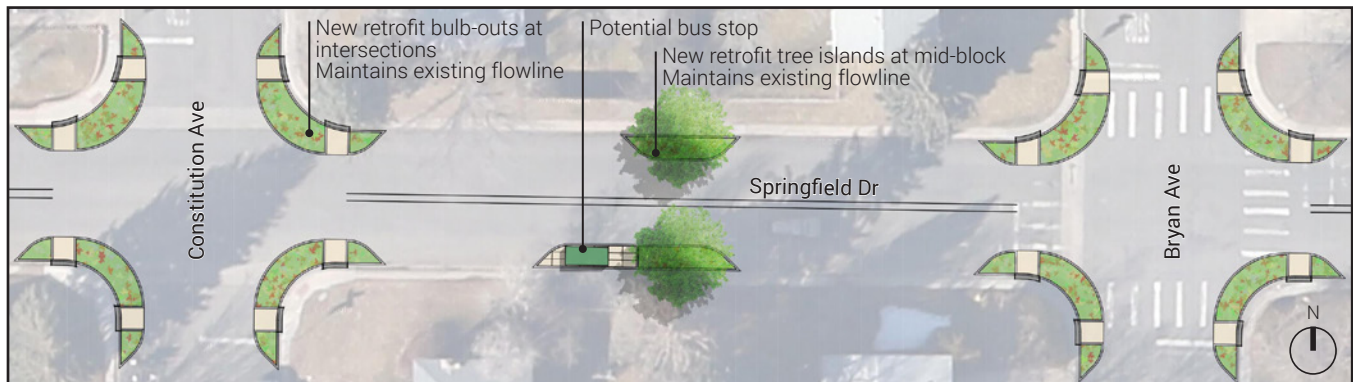 New retrofit bulb-outs at
intersections
Maintains existing flowline
Potential bus stop
New retrofit tree islands at mid-block
Maintains existing flowline
Constitution Ave
Springfield Dr
Bryan Ave
N